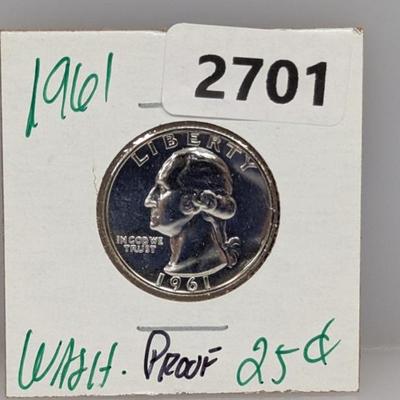 1961
2701
LIBERTY
IN GOD WE
TRUST
1961
WASH. PROOF 25¢